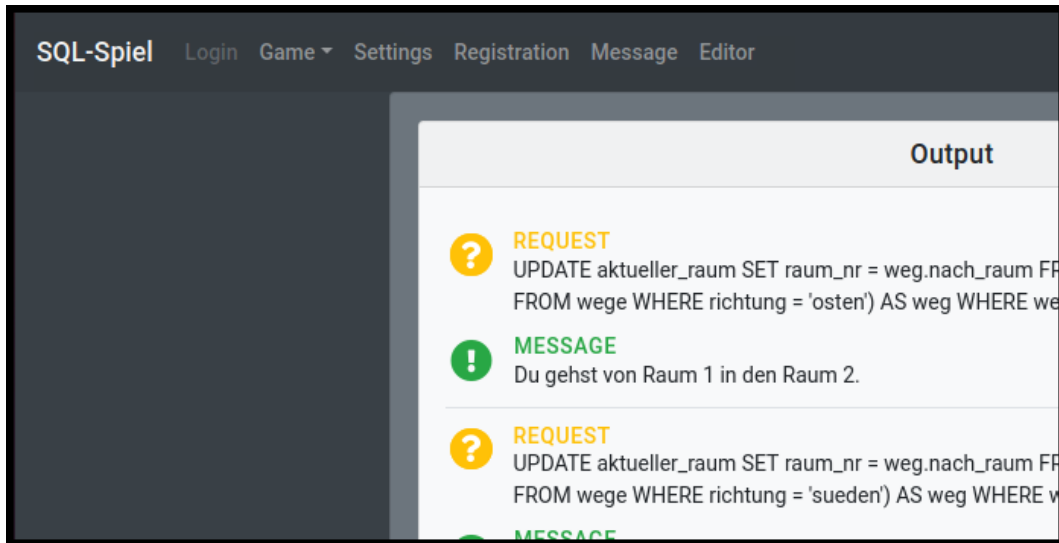 SQL-Spiel Login Game Settings Registration Message Editor
Output
REQUEST
UPDATE aktueller_raum SET raum_nr = weg.nach_raum
FROM wege WHERE richtung = 'osten') AS weg WHERE we
MESSAGE
Du gehst von Raum 1 in den Raum 2.
REQUEST
UPDATE aktueller_raum SET raum_nr = weg.nach_raum
FROM wege WHERE richtung = 'sueden') AS weg WHERE
MESSAGE